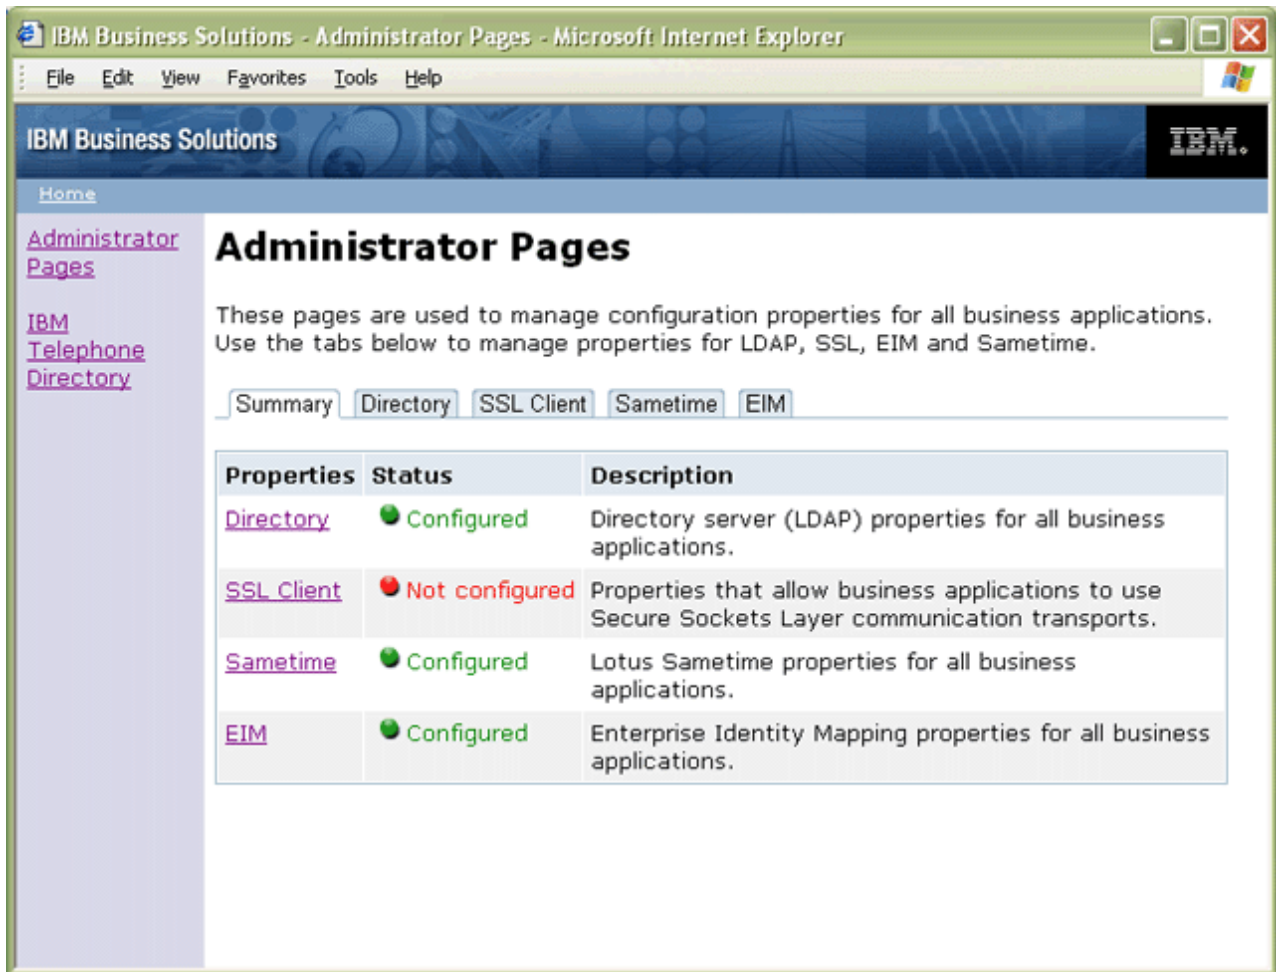 IBM Business Solutions - Administrator Pages - Microsoft Internet Explorer
File Edit View Favorites Tools Help
IBM Business Solutions
IBM.
Home
Administrator
Pages
IBM
Telephone
Directory
Administrator Pages
These pages are used to manage configuration properties for all business applications.
Use the tabs below to manage properties for LDAP, SSL, EIM and Sametime.
Summary Directory SSL Client Sametime EIM
Properties Status Description
Directory Configured Directory server (LDAP) properties for all business
applications.
SSL Client Not configured Properties that allow business applications to use
Secure Sockets Layer communication transports.
Sametime Configured Lotus Sametime properties for all business
applications.
EIM Configured Enterprise Identity Mapping properties for all business
applications.